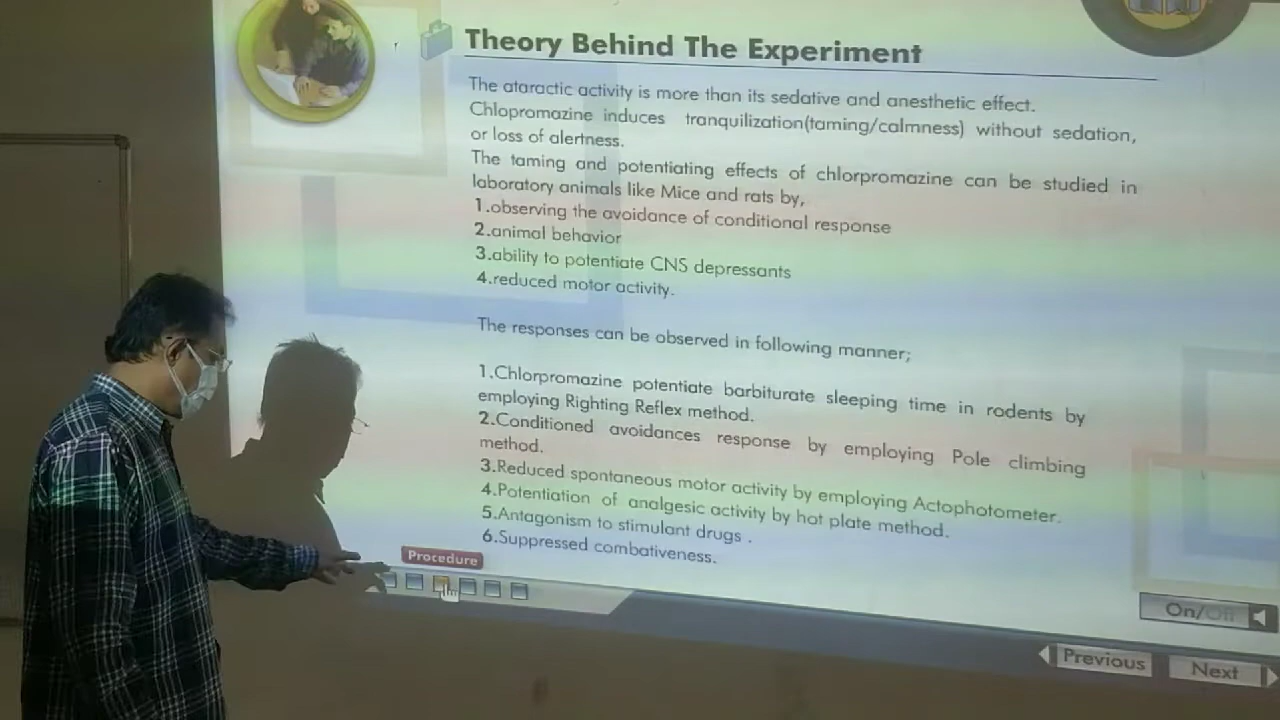 Theory Behind The Experiment
The ataractic activity is more than its sedative and anesthetic effect.
Chlopromazine induces tranquilization(taming/calmness) without sedation,
or loss of alertness.
The taming and potentiating effects of chlorpromazine can be studied in
laboratory animals like Mice and rats by,
1.observing the avoidance of conditional response
2.animal behavior
3.ability to potentiate CNS depressants
4.reduced motor activity.
The responses can be observed in following manner;
1.Chlorpromazine potentiate barbiturate sleeping time in rodents by
employing Righting Reflex method.
2.Conditioned avoidances response by employing Pole climbing
method.
3.Reduced spontaneous motor activity by employing Actophotometer.
4.Potentiation of analgesic activity by hot plate method.
5.Antagonism to stimulant drugs .
6.Suppressed combativeness.
Procedure
On/Off
Previous
Next